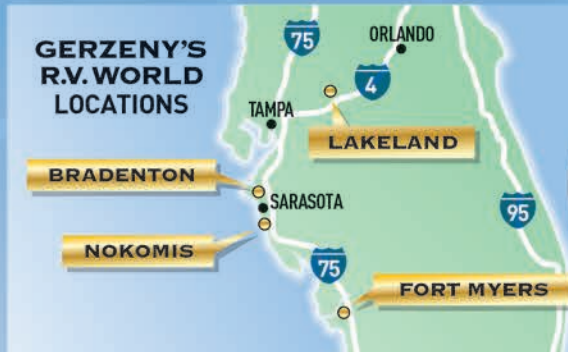 GERZENY'S
R.V. WORLD
LOCATIONS
75
ORLANDO
4
TAMPA
LAKELAND
BRADENTON
SARASOTA
95
NOKOMIS
75
FORT MYERS